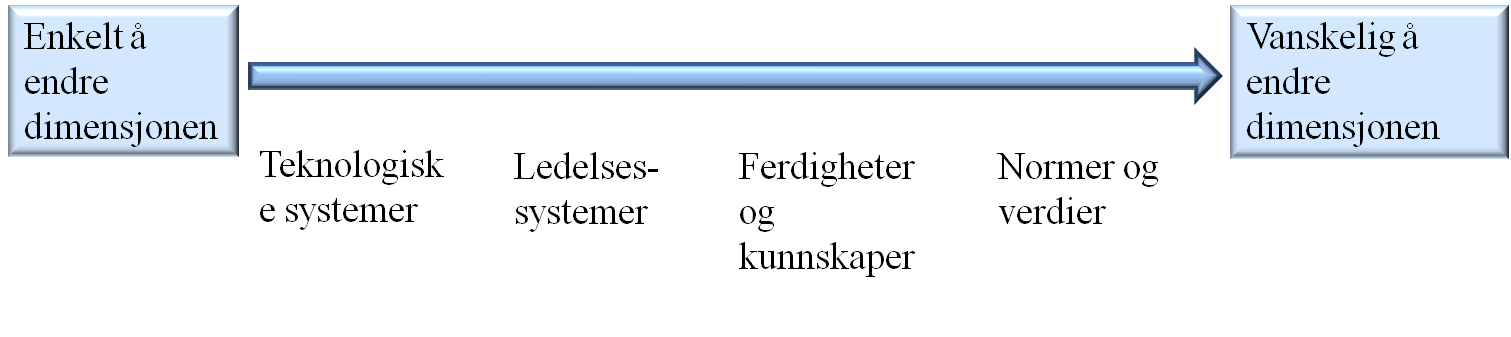 Enkelt å
endre
dimensjonen
Vanskelig å
endre
dimensjonen
Teknologisk
e systemer
Ledelses-
systemer
Ferdigheter
og
kunnskaper
Normer og
verdier